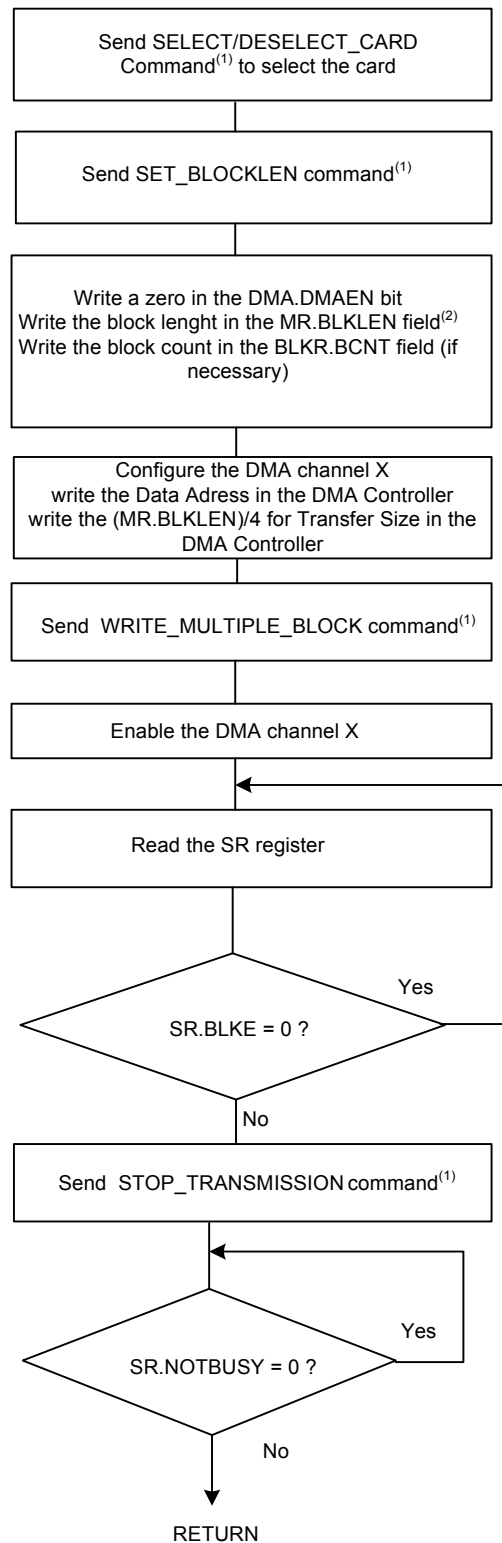 Send SELECT/DESELECT_CARD
Command(1) to select the card
Send SET_BLOCKLEN command(1)
Write a zero in the DMA.DMAEN bit
Write the block lenght in the MR.BLKLEN field(2)
Write the block count in the BLKR.BCNT field (if
necessary)
Configure the DMA channel X
write the Data Adress in the DMA Controller
write the (MR.BLKLEN)/4 for Transfer Size in the
DMA Controller
Send WRITE_MULTIPLE_BLOCK command(1)
Enable the DMA channel X
Read the SR register
Yes
SR.BLKE = 0 ?
No
Send STOP_TRANSMISSION command(1)
Yes
SR.NOTBUSY = 0 ?
No
RETURN